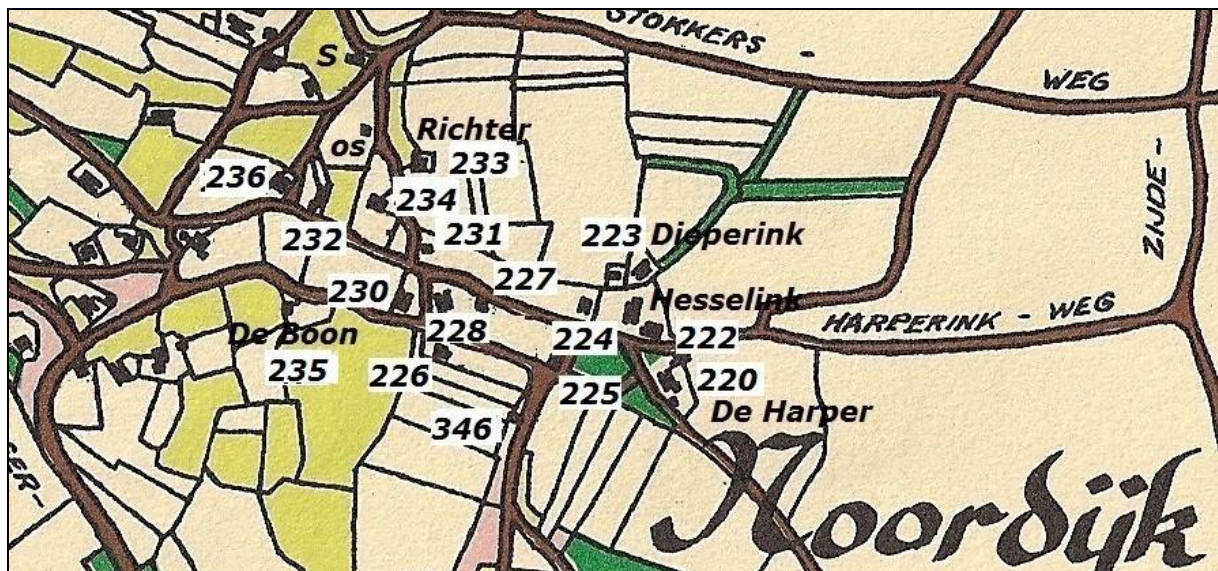 STOKKERS -
WEG
S
ZIJDE -
Richter
os
233
236
234
232
231
223 Dieperink
227
230
Hesselink
HARPERINK - WEG
228
De Boon
224
222
235
226
220
225
De Harper
346
Noordijk